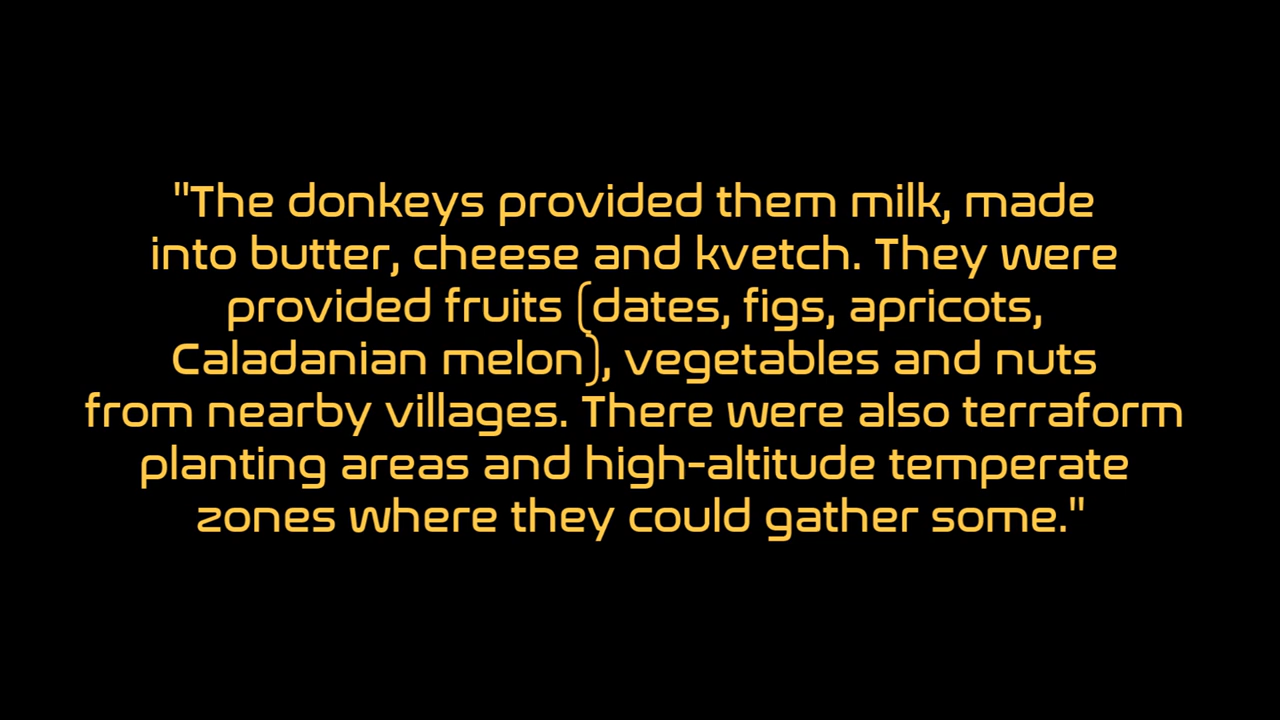 "The donkeys provided them milk, made
into butter, cheese and kvetch. They were
provided fruits (dates, figs, apricots,
Caladanian melon), vegetables and nuts
from nearby villages. There were also terraform
planting areas and high-altitude temperate
zones where they could gather some."